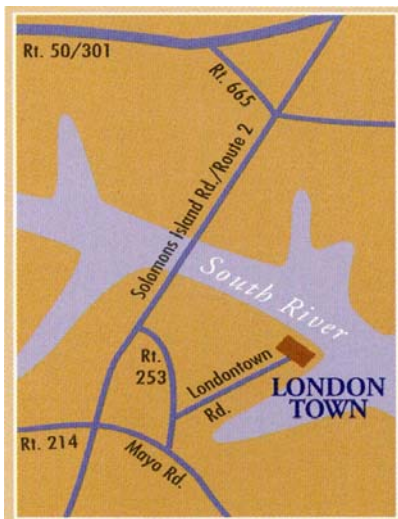 Rt. 50/301
Rt. 665
Solomons Island Rd./Route 2
South River
Rt.
253
Londontown
Rd.
LONDON
TOWN
Rt. 214
Mayo Rd.